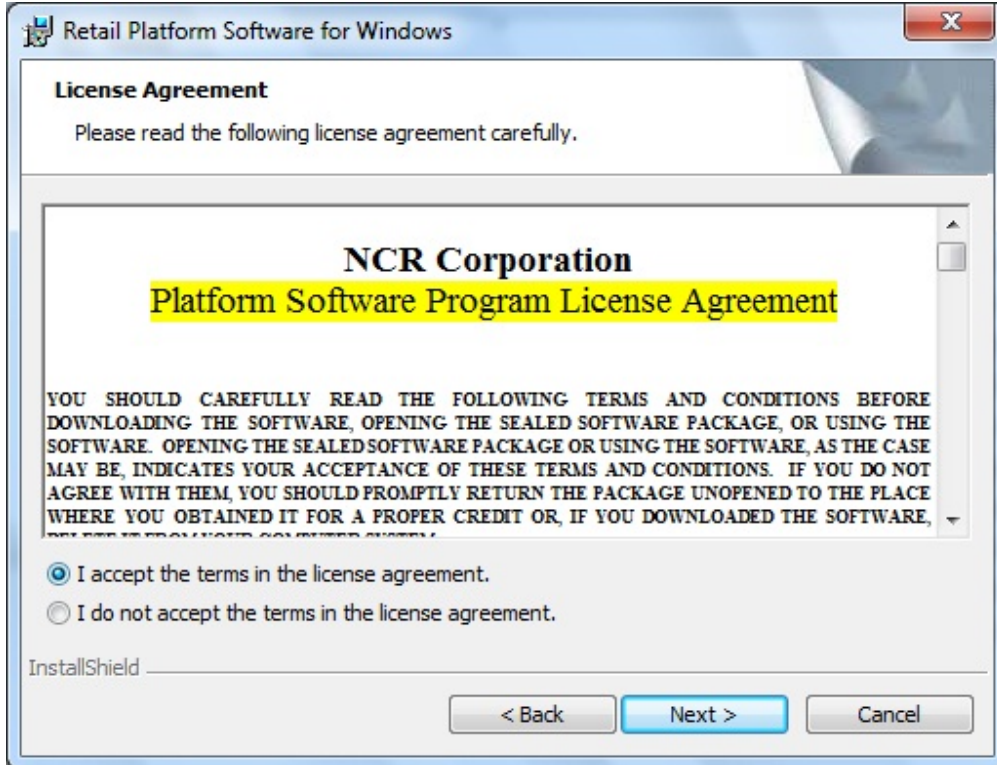 Retail Platform Software for Windows
License Agreement
Please read the following license agreement carefully.
NCR Corporation
Platform Software Program License Agreement
YOU SHOULD CAREFULLY READ THE FOLLOWING TERMS AND CONDITIONS BEFORE
DOWNLOADING THE SOFTWARE, OPENING THE SEALED SOFTWARE PACKAGE, OR USING THE
SOFTWARE. OPENING THE SEALED SOFTWARE PACKAGE OR USING THE SOFTWARE, AS THE CASE
MAY BE, INDICATES YOUR ACCEPTANCE OF THESE TERMS AND CONDITIONS. IF YOU DO NOT
AGREE WITH THEM, YOU SHOULD PROMPTLY RETURN THE PACKAGE UNOPENED TO THE PLACE
WHERE YOU OBTAINED IT FOR A PROPER CREDIT OR, IF YOU DOWNLOADED THE SOFTWARE,
I accept the terms in the license agreement.
I do not accept the terms in the license agreement.
InstallShield
< Back Next > Cancel